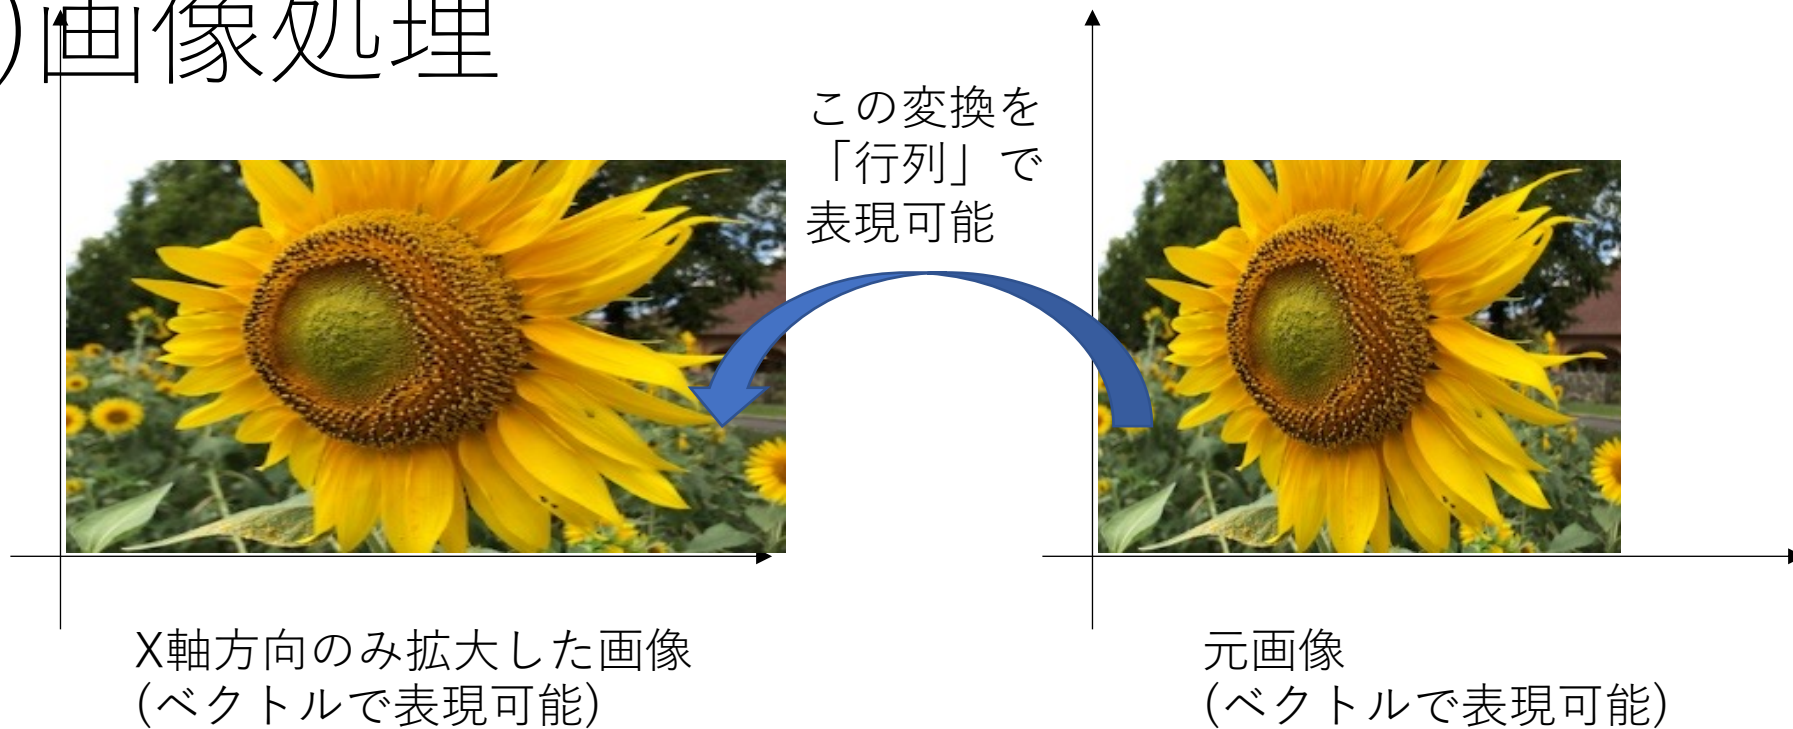 )画像処理
この変換を
「行列」で
表現可能
X軸方向のみ拡大した画像
(ベクトルで表現可能)
元画像
(ベクトルで表現可能)